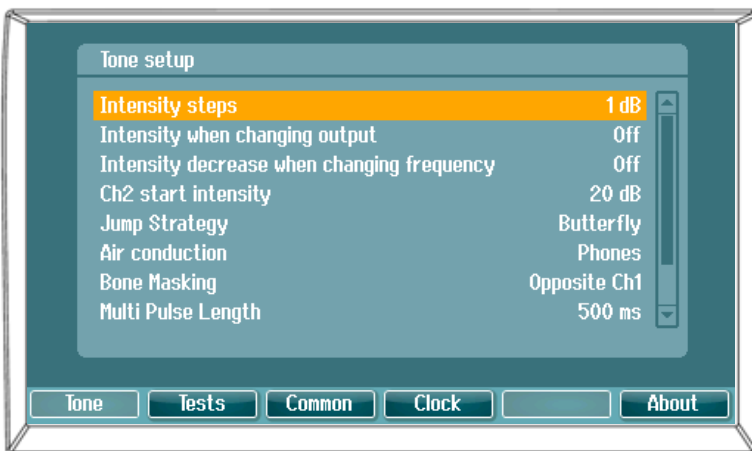 Tone setup
Intensity steps 1 dB
Intensity when changing output Off
Intensity decrease when changing frequency Off
Ch2 start intensity 20 dB
Jump Strategy Butterfly
Air conduction Phones
Bone Masking Opposite Ch1
Multi Pulse Length 500 ms
Tone Tests Common Clock About